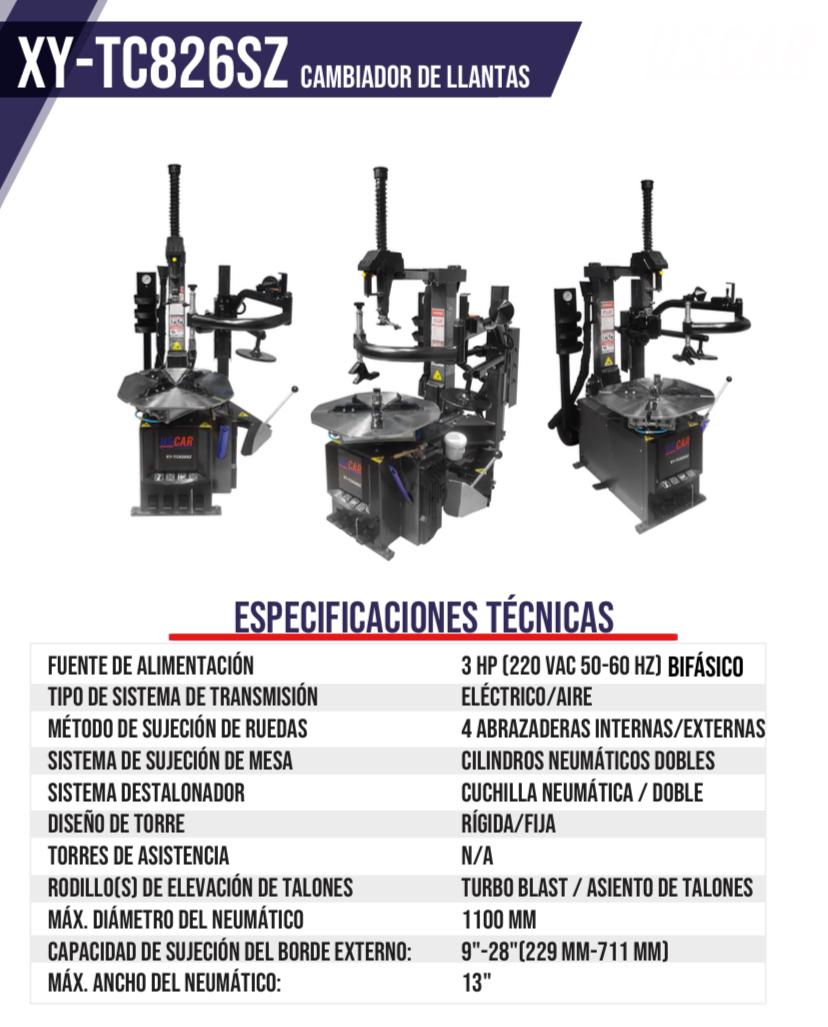 XY-TC826SZ CAMBIADOR DE LLANTAS
USCAR
CAR
CAR
ESPECIFICACIONES TÉCNICAS
FUENTE DE ALIMENTACIÓN 3 HP (220 VAC 50-60 HZ) BIFÁSICO
TIPO DE SISTEMA DE TRANSMISIÓN ELÉCTRICO/AIRE
MÉTODO DE SUJECIÓN DE RUEDAS 4 ABRAZADERAS INTERNAS/EXTERNAS
SISTEMA DE SUJECIÓN DE MESA CILINDROS NEUMÁTICOS DOBLES
SISTEMA DESTALONADOR CUCHILLA NEUMÁTICA / DOBLE
DISEÑO DE TORRE RÍGIDA/FIJA
TORRES DE ASISTENCIA N/A
RODILLO(S) DE ELEVACIÓN DE TALONES TURBO BLAST / ASIENTO DE TALONES
MÁX. DIÁMETRO DEL NEUMÁTICO 1100 MM
CAPACIDAD DE SUJECIÓN DEL BORDE EXTERNO: 9"-28"(229 MM-711 MM)
MÁX. ANCHO DEL NEUMÁTICO: 13"